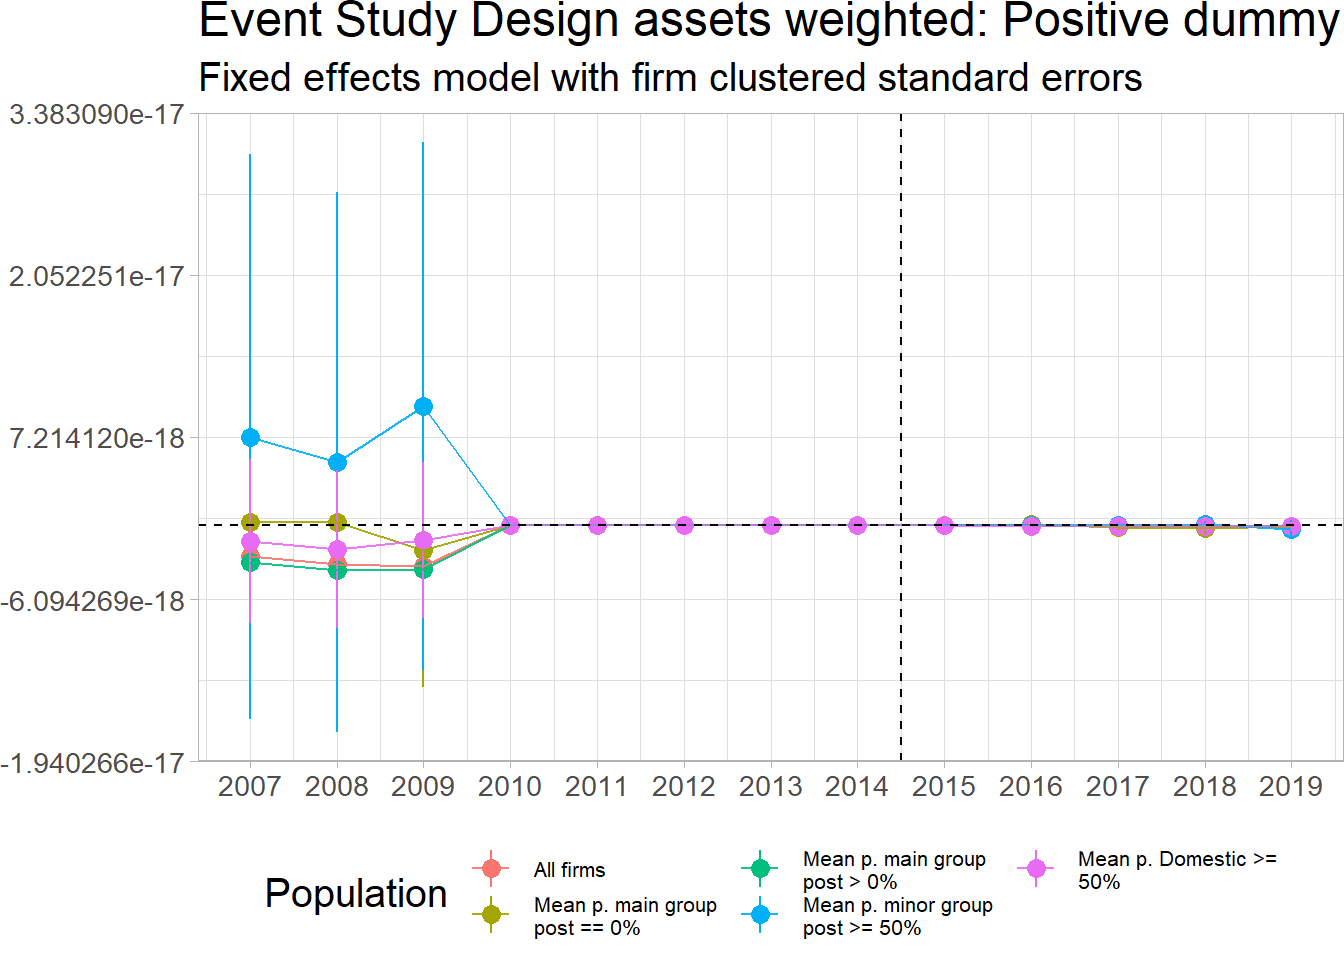 Event Study Design assets weighted: Positive dummy
Fixed effects model with firm clustered standard errors
3.383090e-17
2.052251e-17
7.214120e-18
-6.094269e-18
-1.940266e-17
2007 2008 2009 2010 2011 2012 2013 2014 2015 2016 2017 2018 2019
Population
All firms
Mean p. main group
post == 0%
Mean p. main group
post > 0%
Mean p. minor group
post >= 50%
Mean p. Domestic >=
50%